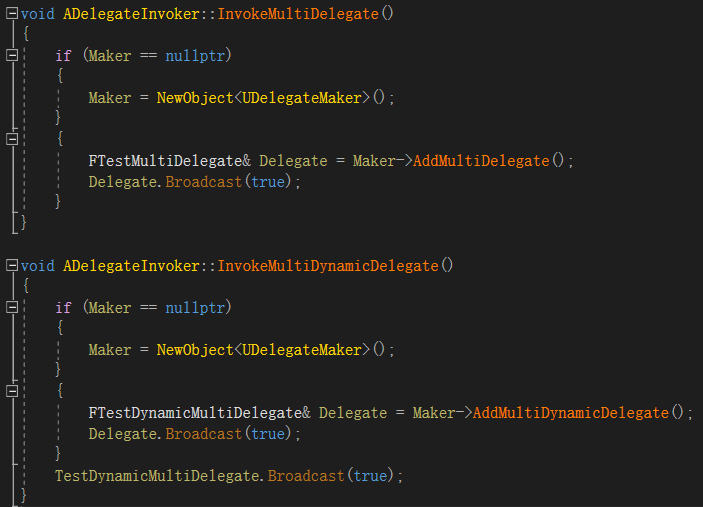 void ADelegateInvoker::InvokeMultiDelegate()
{
    if (Maker == nullptr)
    {
        Maker = NewObject<UDelegateMaker>();
    }
    {
        FTestMultiDelegate& Delegate = Maker->AddMultiDelegate();
        Delegate.Broadcast(true);
    }
}
void ADelegateInvoker::InvokeMultiDynamicDelegate()
{
    if (Maker == nullptr)
    {
        Maker = NewObject<UDelegateMaker>();
    }
    {
        FTestDynamicMultiDelegate& Delegate = Maker->AddMultiDynamicDelegate();
        Delegate.Broadcast(true);
    }
    TestDynamicMultiDelegate.Broadcast(true);
}